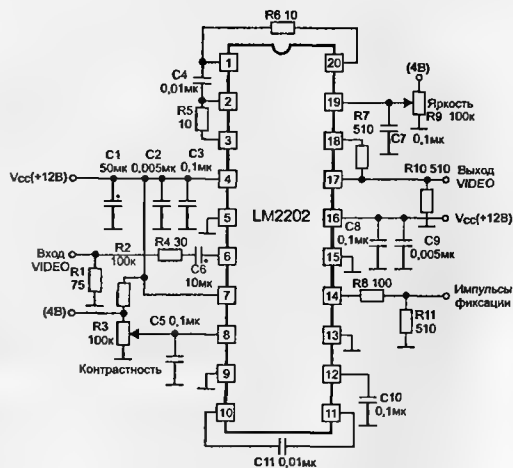 R6 10
1
20
C4
0,01мк
2
19
(4В)
Яркость
R9 100к
R5
10
3
18
R7
510
C7
0,1мк
C1
50мк
C2
0,005мк
C3
0,1мк
R10 510
Vcc(+12В)
4
17
Выход
VIDEO
LM2202
5
16
Vcc(+12В)
C8
0,1мк
C9
0,005мк
Вход
VIDEO
R2
100к
R4 30
6
15
R1
75
C6
10мк
7
14
R8 100
Импульсы
фиксации
(4В)
R3
100к
C5 0,1мк
8
13
R11
510
Контрастность
9
12
C10
0,1мк
10
11
C11 0,01мк